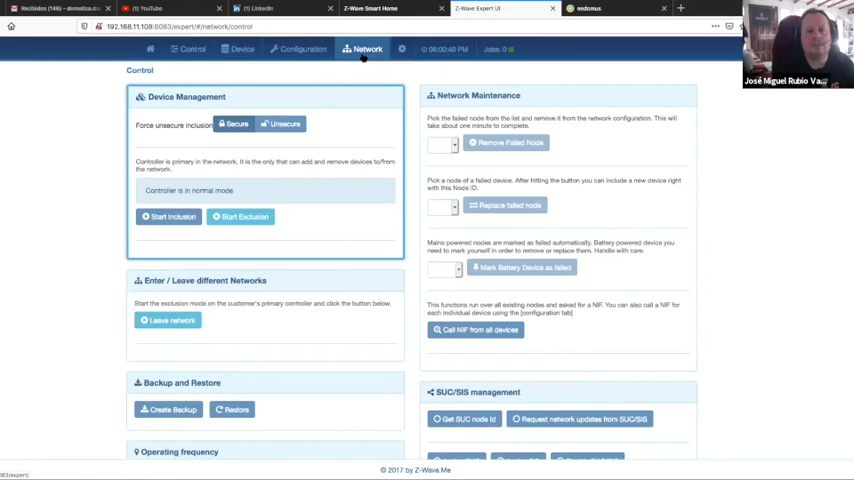 Recibidos (16) - domotica.da
(1) YouTube
(1) LinkedIn
Z-Wave Smart Home
Z-Wave Expert UI
eedomus
192.168.11.108:8083/expert/#/network/control
Control
Device
Configuration
Network
06:00:40 PM
Jobs: 0
José Miguel Rubio Va...
Control
Device Management
Force unsecure inclusion
Secure
Unsecure
Controller is primary in the network. It is the only that can add and remove devices to/from
the network.
Controller is in normal mode
Start Inclusion
Start Exclusion
Enter / Leave different Networks
Start the exclusion mode on the customer's primary controller and click the button below.
Leave network
Backup and Restore
Create Backup
Restore
Operating frequency
Network Maintenance
Pick the failed node from the list and remove it from the network configuration. This will
take about one minute to complete.
Remove Failed Node
Pick a node of a failed device. After hitting the button you can include a new device right
with this Node ID.
Replace failed node
Mains powered nodes are marked as failed automatically. Battery powered device you
need to mark yourself in order to remove or replace them. Handle with care.
Mark Battery Device as failed
This functions run over all existing nodes and asked for a NIF. You can also call a NIF for
each individual device using the [configuration tab]
Call NIF from all devices
SUC/SIS management
Get SUC node Id
Request network updates from SUC/SIS
© 2017 by Z-Wave.Me
083/expert/